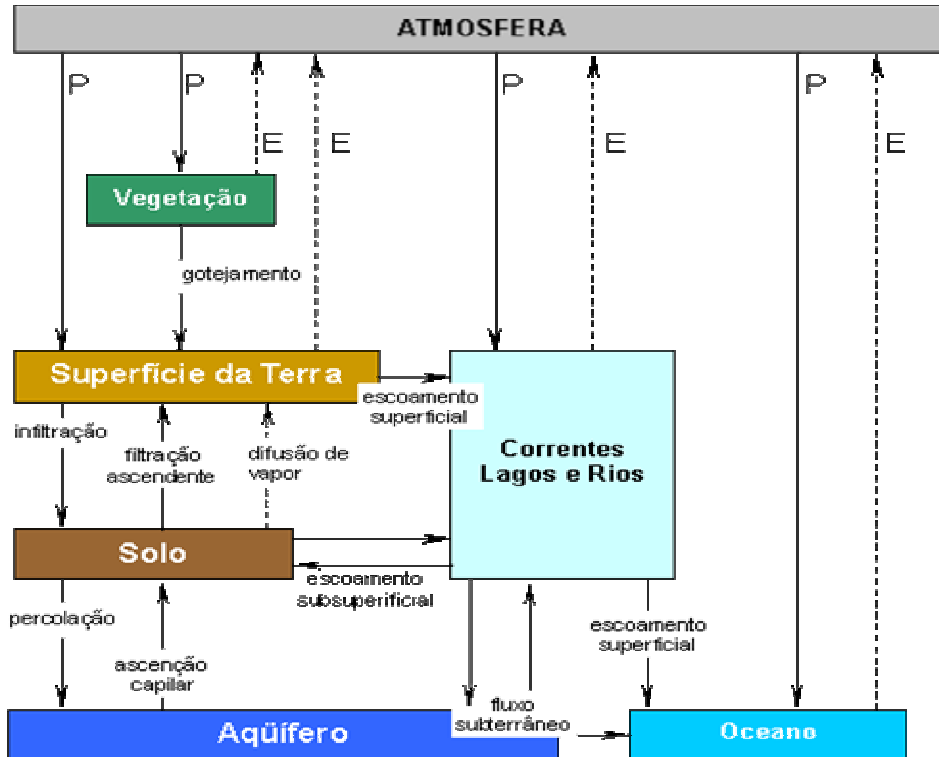 ATMOSFERA
P
P
E
E
P
E
P
E
Vegetação
gotejamento
Superfície da Terra
escoamento
superficial
infiltração
filtração
ascendente
difusão de
vapor
Correntes
Lagos e Rios
Solo
escoamento
subsuperificial
percolação
ascenção
capilar
escoamento
superficial
fluxo
subterrâneo
Aqüífero
Oceano